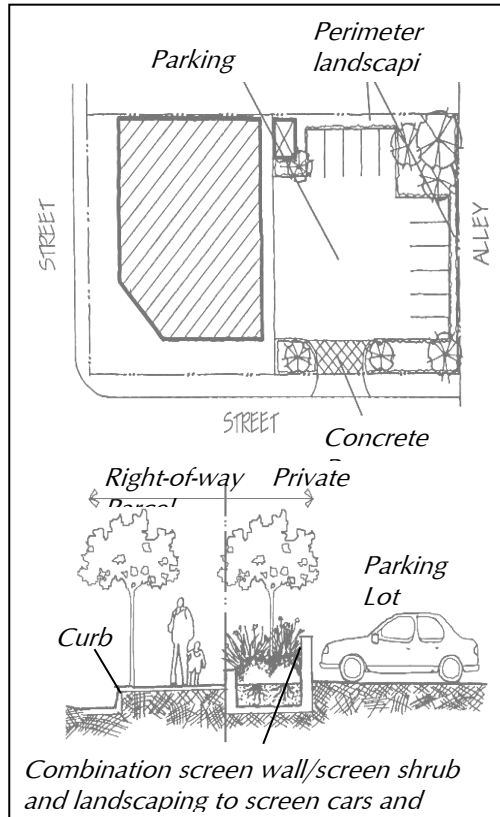 Perimeter
landscapi
Parking
STREET
ALLEY
STREET
Concrete
Right-of-way Private
Parking
Lot
Curb
Combination screen wall/screen shrub
and landscaping to screen cars and